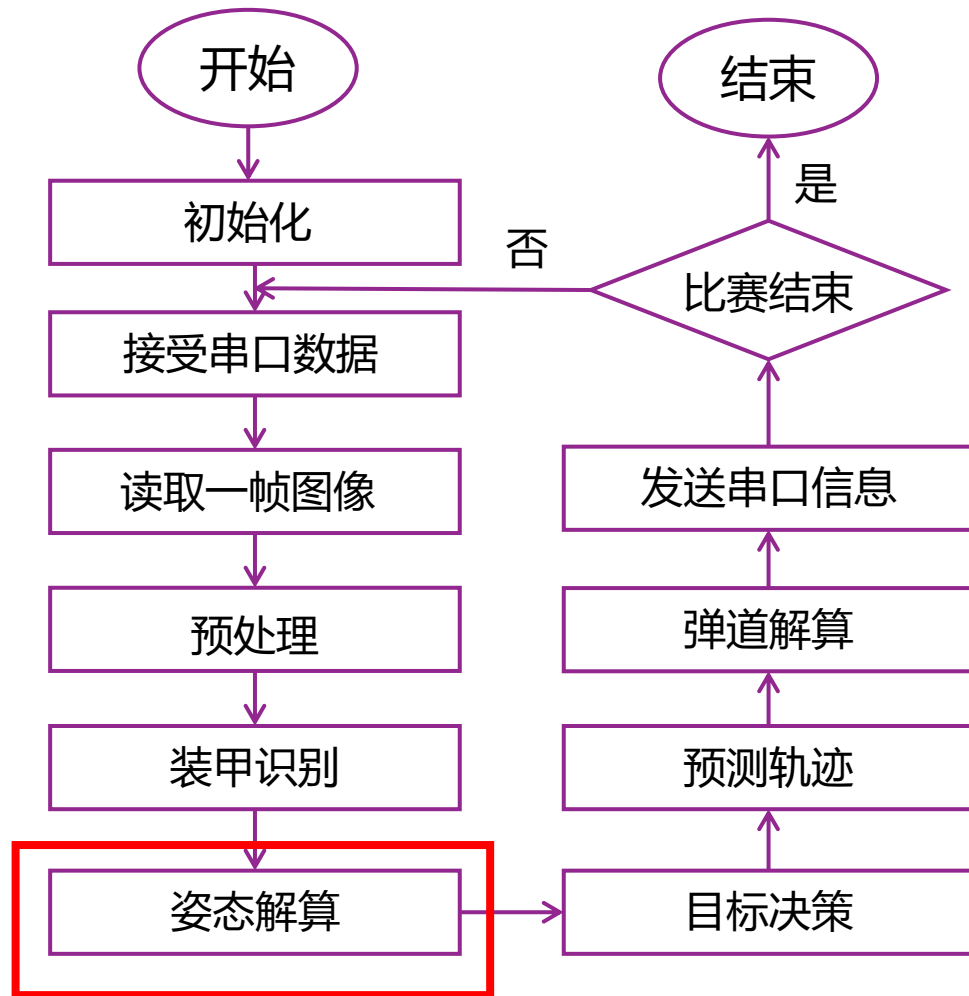 开始
初始化
接受串口数据
读取一帧图像
预处理
装甲识别
姿态解算
目标决策
预测轨迹
弹道解算
发送串口信息
比赛结束
否
是
结束